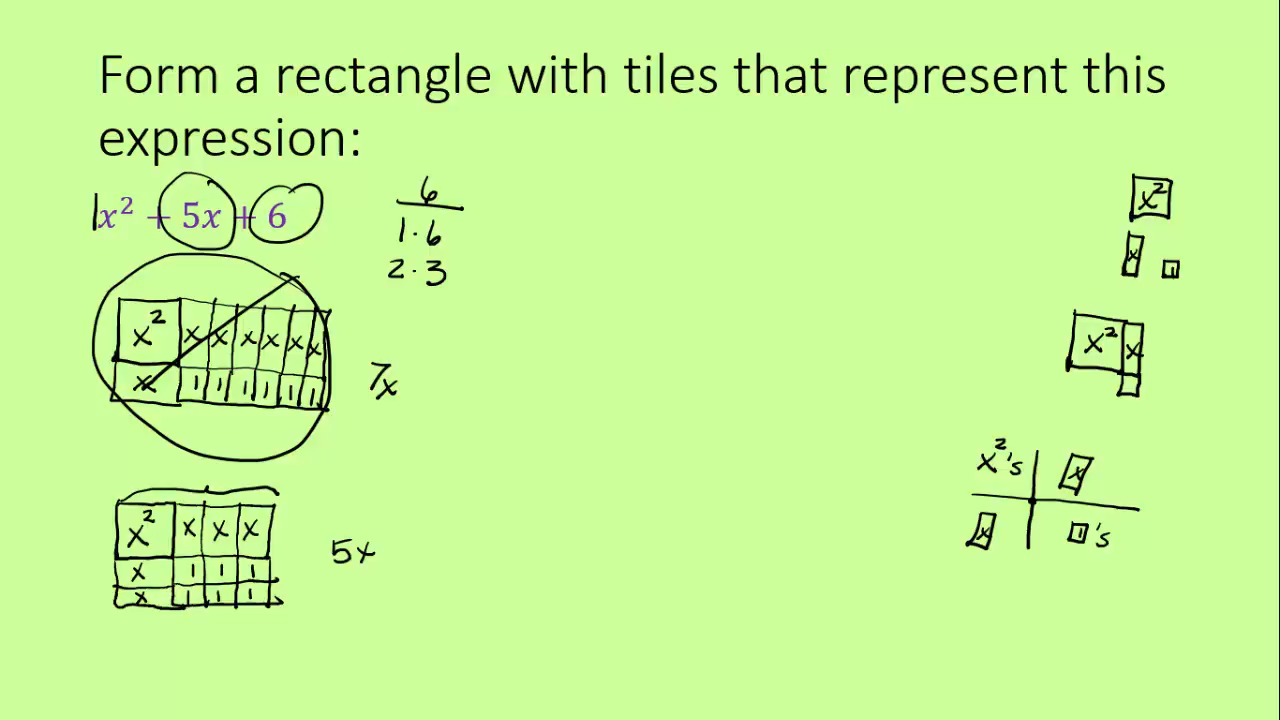 Form a rectangle with tiles that represent this
expression:
1x² + 5x + 6
6
1·6
2·3
x² x x x x x x
x 1 1 1 1 1 1
7x
x² x x x
x 1 1 1
x 1 1 1
5x
x²
x 1
x² x
x²'s x
x 1's